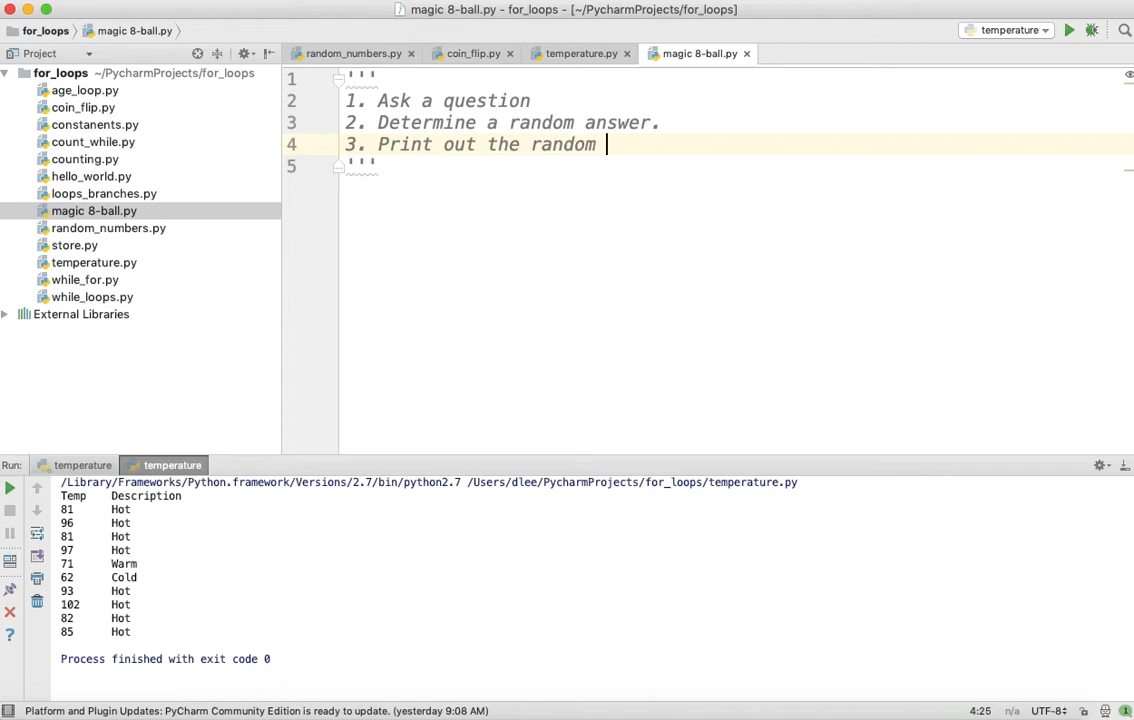 magic 8-ball.py - for_loops - [~/PycharmProjects/for_loops]
for_loops magic 8-ball.py temperature
Project random_numbers.py coin_flip.py temperature.py magic 8-ball.py
for_loops ~/PycharmProjects/for_loops
age_loop.py
coin_flip.py
constanents.py
count_while.py
counting.py
hello_world.py
loops_branches.py
magic 8-ball.py
random_numbers.py
store.py
temperature.py
while_for.py
while_loops.py
External Libraries
1 '''
2 1. Ask a question
3 2. Determine a random answer.
4 3. Print out the random
5 '''
Run: temperature temperature
/Library/Frameworks/Python.framework/Versions/2.7/bin/python2.7 /Users/dlee/PycharmProjects/for_loops/temperature.py
Temp Description
81 Hot
96 Hot
81 Hot
97 Hot
71 Warm
62 Cold
93 Hot
102 Hot
82 Hot
85 Hot
Process finished with exit code 0
Platform and Plugin Updates: PyCharm Community Edition is ready to update. (yesterday 9:08 AM) 4:25 n/a UTF-8 1